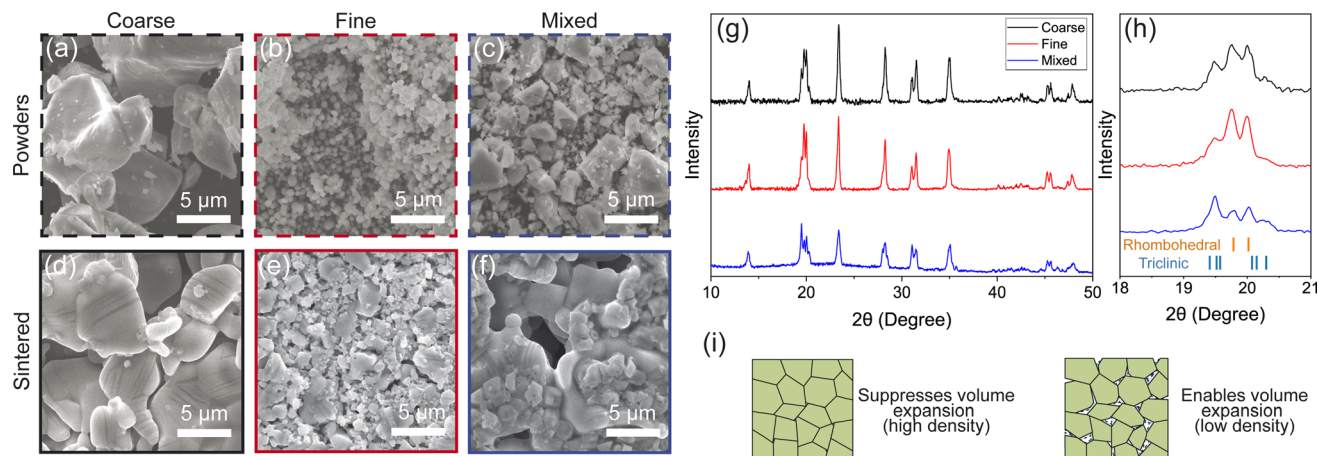 Coarse
Fine
Mixed
Powders
(a)
5 µm
(b)
5 µm
(c)
5 µm
Sintered
(d)
5 µm
(e)
5 µm
(f)
5 µm
(g)
Coarse
Fine
Mixed
Intensity
10
20
30
40
50
2θ (Degree)
(h)
Intensity
Rhombohedral
Triclinic
18
19
20
21
2θ (Degree)
(i)
Suppresses volume
expansion
(high density)
Enables volume
expansion
(low density)